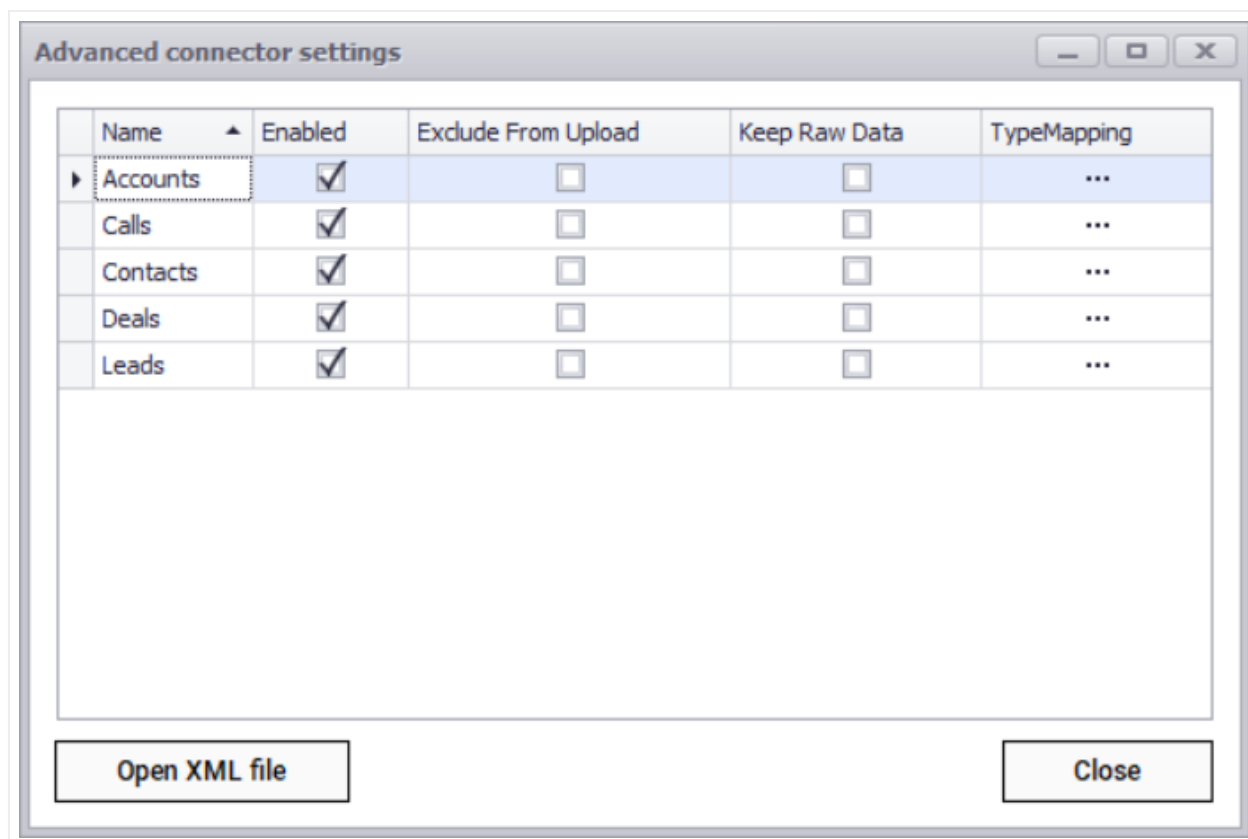 Advanced connector settings
Name Enabled Exclude From Upload Keep Raw Data TypeMapping
Accounts ...
Calls ...
Contacts ...
Deals ...
Leads ...
Open XML file Close